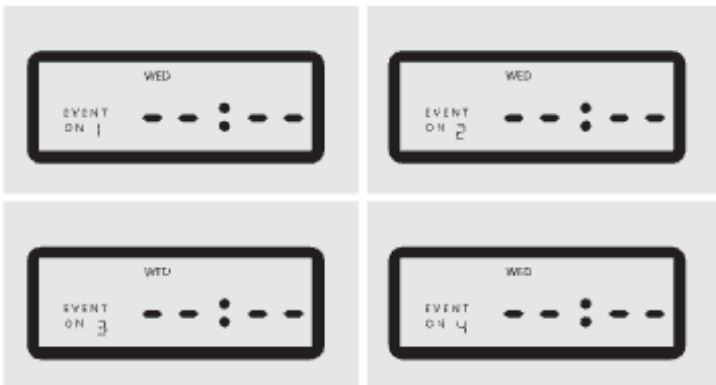 WED
EVENT
ON 1 --:--
WED
EVENT
ON 2 --:--
WED
EVENT
ON 3 --:--
WED
EVENT
ON 4 --:--